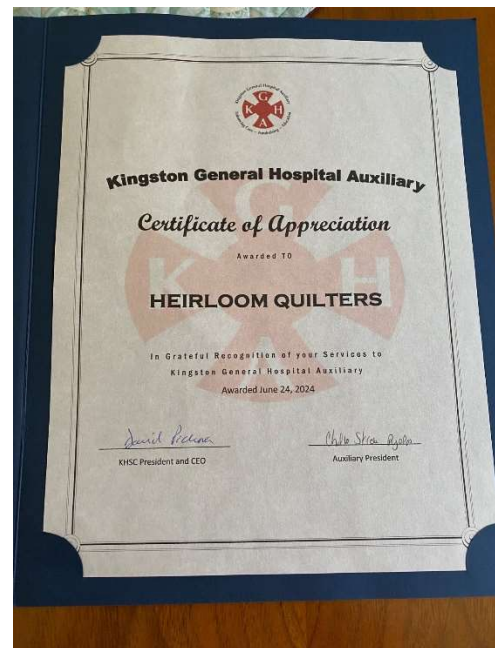 K G H A
Kingston General Hospital Auxiliary
Certificate of Appreciation
Awarded TO
HEIRLOOM QUILTERS
In Grateful Recognition of your Services to
Kingston General Hospital Auxiliary
Awarded June 24, 2024
KHSC President and CEO
Auxiliary President